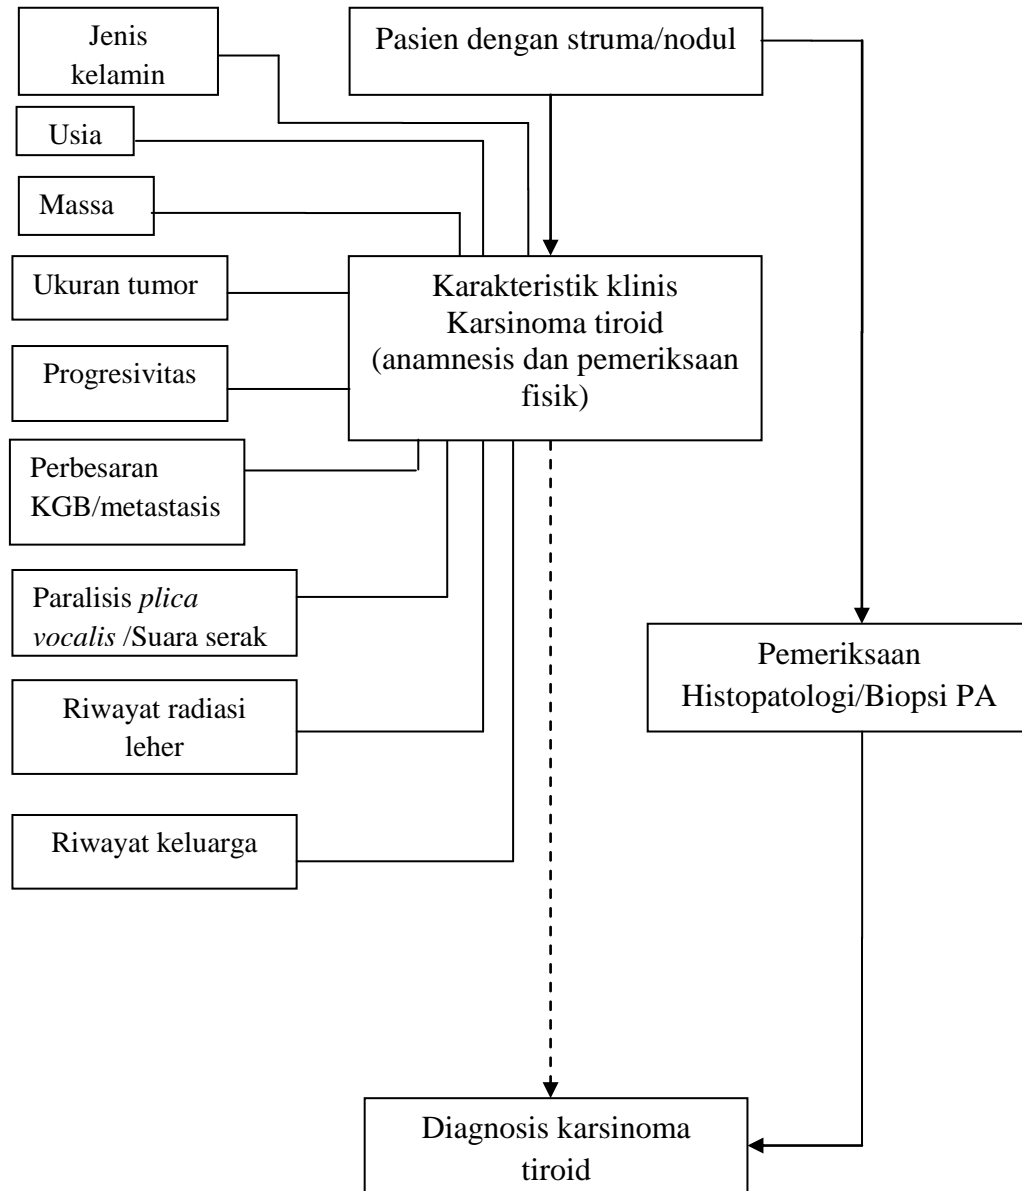 Jenis
kelamin
Pasien dengan struma/nodul
Usia
Massa
Ukuran tumor
Karakteristik klinis
Karsinoma tiroid
(anamnesis dan pemeriksaan
fisik)
Progresivitas
Perbesaran
KGB/metastasis
Paralisis plica
vocalis /Suara serak
Pemeriksaan
Histopatologi/Biopsi PA
Riwayat radiasi
leher
Riwayat keluarga
Diagnosis karsinoma
tiroid